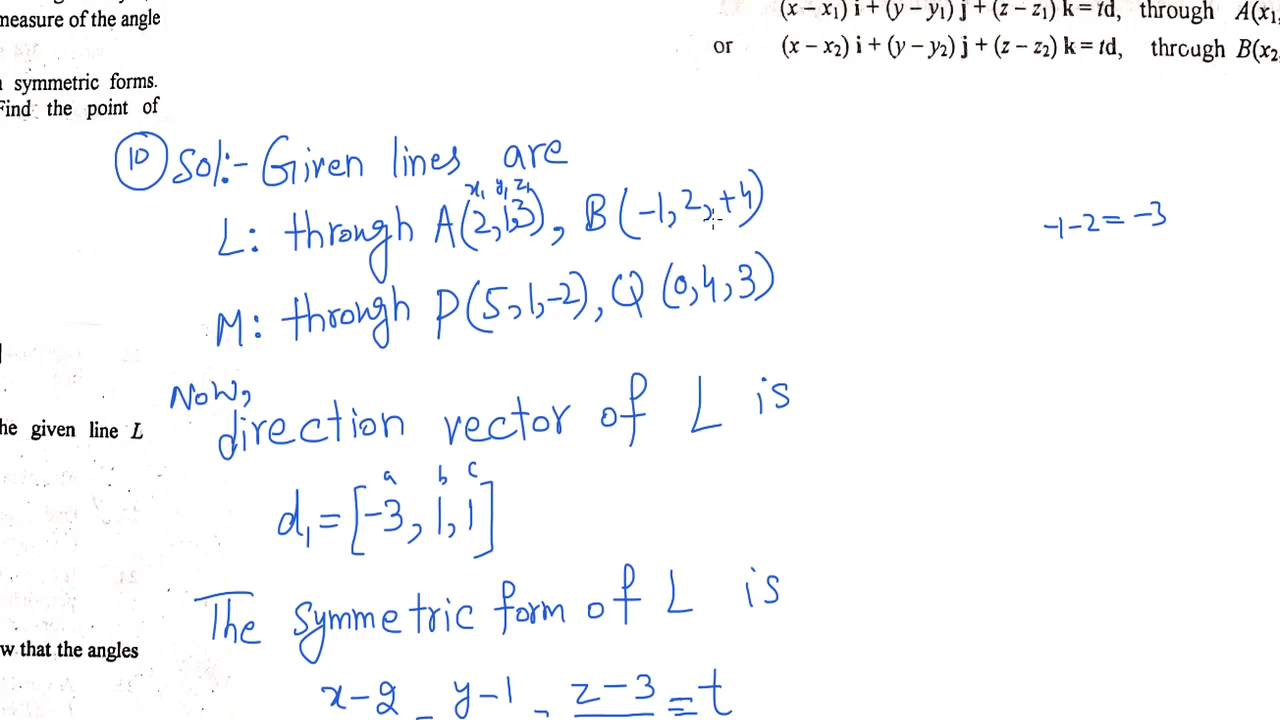 measure of the angle
symmetric forms.
Find the point of
(x – x₁) i + (y – y₁) j + (z – z₁) k = td, through A(x₁,
or (x – x₂) i + (y – y₂) j + (z – z₂) k = td, through B(x₂
10 Sol:- Given lines are
x₁ y₁ z₁
L: through A(2,1,3), B(-1,2,+4)
-1-2=-3
M: through P(5,1,-2), Q(0,4,3)
Now,
direction vector of L is
he given line L
a b c
d₁=[-3,1,1]
The symmetric form of L is
w that the angles
x-2 y-1 z-3 =t